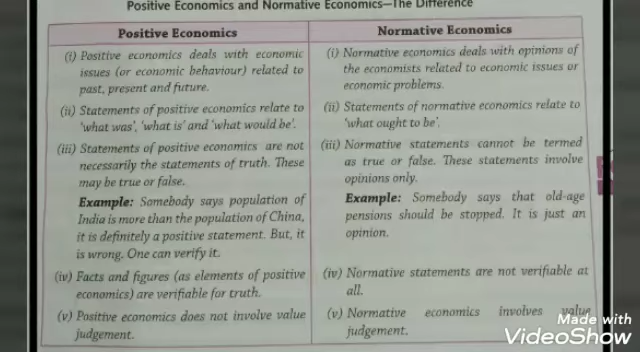 Positive Economics and Normative Economics—The Difference
Positive Economics
(i) Positive economics deals with economic
issues (or economic behaviour) related to
past, present and future.
(ii) Statements of positive economics relate to
'what was', 'what is' and 'what would be'.
(iii) Statements of positive economics are not
necessarily the statements of truth. These
may be true or false.
Example: Somebody says population of
India is more than the population of China,
it is definitely a positive statement. But, it
is wrong. One can verify it.
(iv) Facts and figures (as elements of positive
economics) are verifiable for truth.
(v) Positive economics does not involve value
judgement.
Normative Economics
(i) Normative economics deals with opinions of
the economists related to economic issues or
economic problems.
(ii) Statements of normative economics relate to
'what ought to be'.
(iii) Normative statements cannot be termed
as true or false. These statements involve
opinions only.
Example: Somebody says that old-age
pensions should be stopped. It is just an
opinion.
(iv) Normative statements are not verifiable at
all.
(v) Normative economics involves value
judgement.
Made with
VideoShow